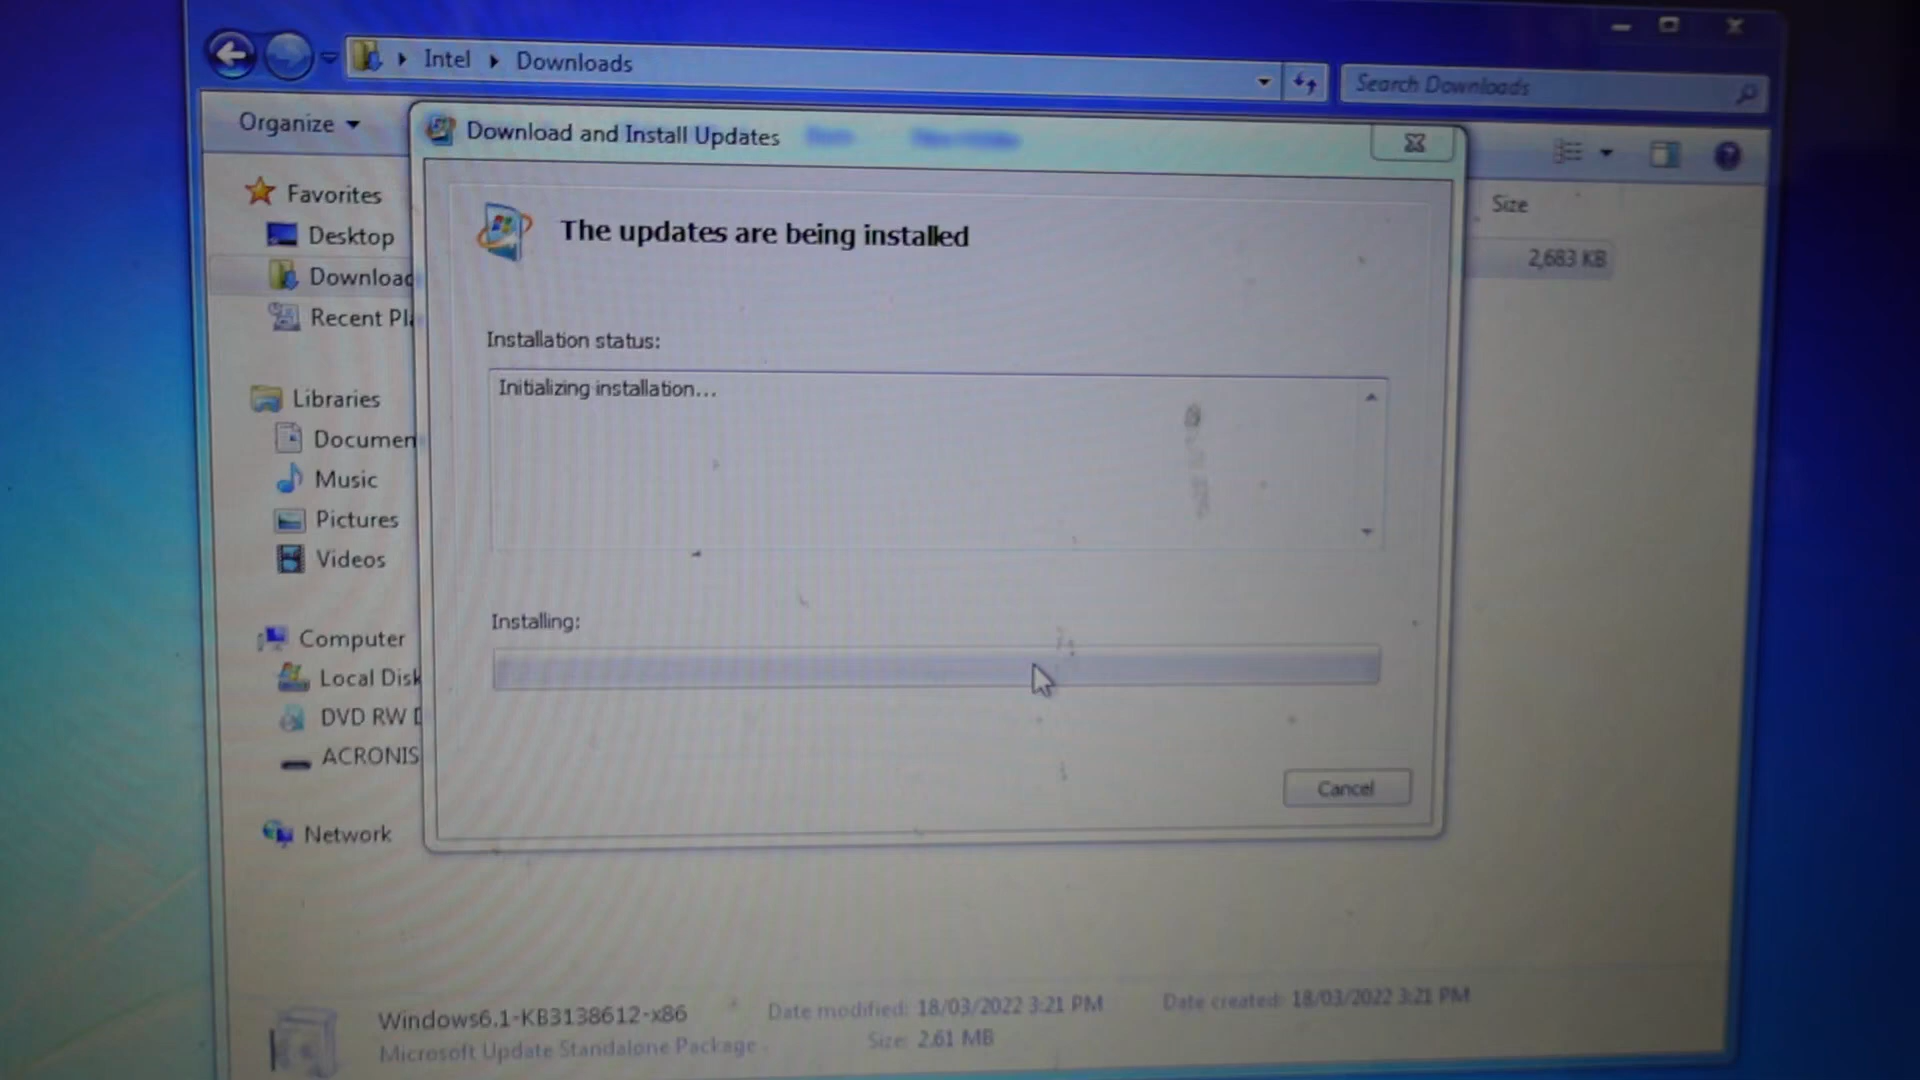 Intel Downloads
Search Downloads
Organize
Download and Install Updates
Size
Favorites
The updates are being installed
Desktop
2,683 KB
Download
Recent Pla
Installation status:
Initializing installation...
Libraries
Documen
Music
Pictures
Videos
Installing:
Computer
Local Disk
DVD RW D
ACRONIS
Cancel
Network
Windows6.1-KB3138612-x86
Date modified: 18/03/2022 3:21 PM
Date created: 18/03/2022 3:21 PM
Microsoft Update Standalone Package
Size: 2.61 MB